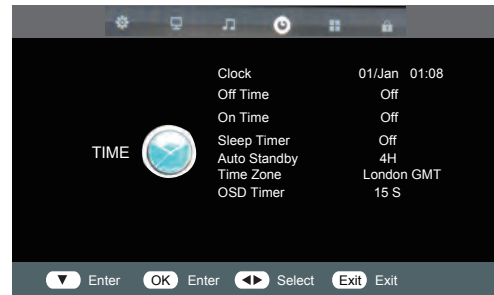 Clock 01/Jan 01:08
Off Time Off
On Time Off
Sleep Timer Off
TIME
Auto Standby 4H
Time Zone London GMT
OSD Timer 15 S
▼ Enter OK Enter ◀▶ Select Exit Exit